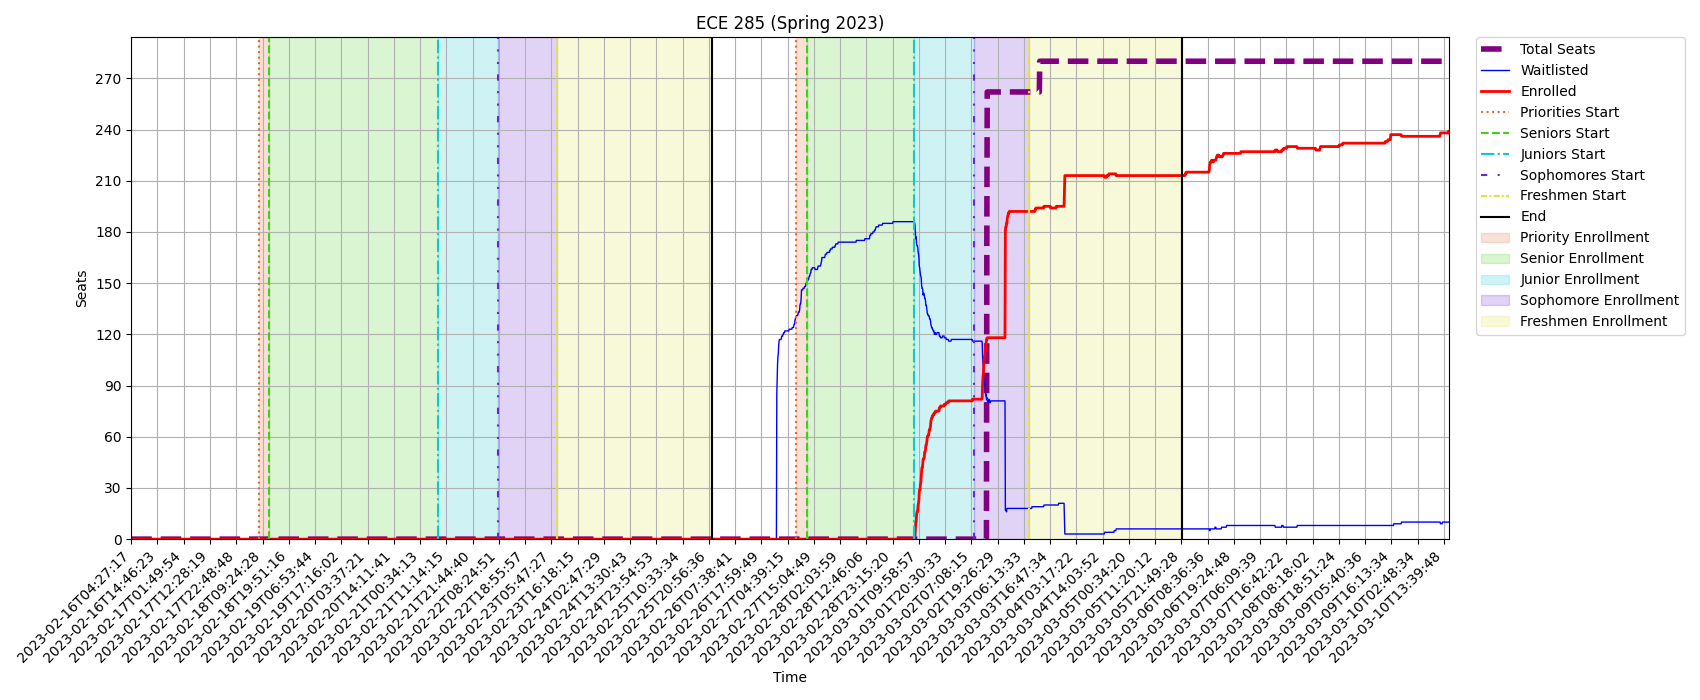 ECE 285 (Spring 2023)
Seats
270
240
210
180
150
120
90
60
30
0
2023-02-16T04:27:17
2023-02-16T14:46:23
2023-02-17T01:49:54
2023-02-17T12:28:19
2023-02-17T22:48:48
2023-02-18T09:24:28
2023-02-18T19:51:16
2023-02-19T06:53:44
2023-02-19T17:16:02
2023-02-20T03:37:21
2023-02-20T14:11:41
2023-02-21T00:34:13
2023-02-21T11:14:15
2023-02-21T21:44:40
2023-02-22T08:24:51
2023-02-22T18:55:57
2023-02-23T05:47:27
2023-02-23T16:18:15
2023-02-24T02:47:29
2023-02-24T13:30:43
2023-02-24T23:54:53
2023-02-25T10:33:34
2023-02-25T20:56:36
2023-02-26T07:38:41
2023-02-26T17:59:49
2023-02-27T04:39:15
2023-02-27T15:04:49
2023-02-28T02:03:59
2023-02-28T12:46:06
2023-02-28T23:15:20
2023-03-01T09:58:57
2023-03-01T20:30:33
2023-03-02T07:08:15
2023-03-02T19:26:29
2023-03-03T06:13:33
2023-03-03T16:47:34
2023-03-04T03:17:22
2023-03-04T14:03:52
2023-03-05T00:34:20
2023-03-05T11:20:12
2023-03-05T21:49:28
2023-03-06T08:36:36
2023-03-06T19:24:48
2023-03-07T06:09:39
2023-03-07T16:42:22
2023-03-08T08:18:02
2023-03-08T18:51:24
2023-03-09T05:40:36
2023-03-09T16:13:34
2023-03-10T02:48:34
2023-03-10T13:39:48
Time
Total Seats
Waitlisted
Enrolled
Priorities Start
Seniors Start
Juniors Start
Sophomores Start
Freshmen Start
End
Priority Enrollment
Senior Enrollment
Junior Enrollment
Sophomore Enrollment
Freshmen Enrollment